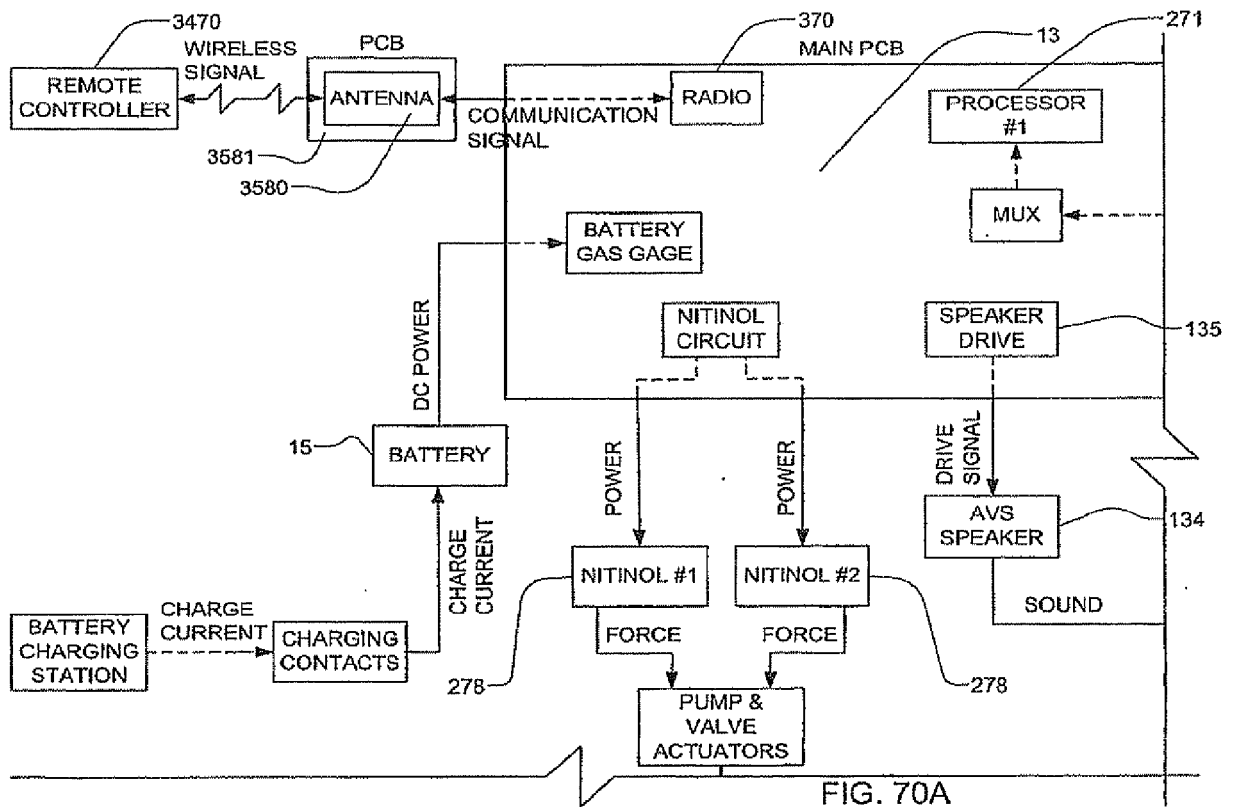 3470
WIRELESS
SIGNAL
PCB
370
MAIN PCB
13
271
REMOTE
CONTROLLER
ANTENNA
RADIO
PROCESSOR
#1
COMMUNICATION
SIGNAL
3581
3580
MUX
BATTERY
GAS GAGE
NITINOL
CIRCUIT
SPEAKER
DRIVE
135
DC POWER
15
BATTERY
POWER
POWER
DRIVE
SIGNAL
AVS
SPEAKER
134
CHARGE
CURRENT
NITINOL #1
NITINOL #2
SOUND
BATTERY
CHARGING
STATION
CHARGE
CURRENT
CHARGING
CONTACTS
FORCE
FORCE
278
278
PUMP &
VALVE
ACTUATORS
FIG. 70A